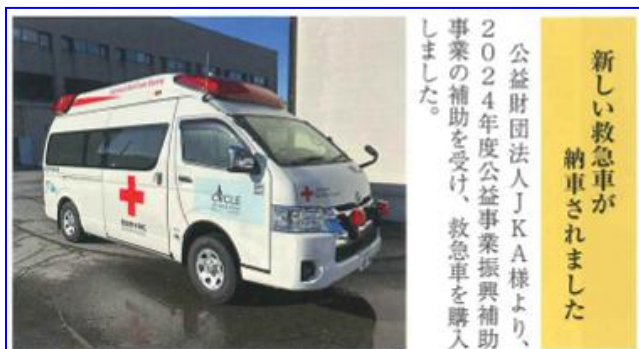 新しい救急車が
納車されました
公益財団法人JKA様より、
2024年度公益事業振興補助
事業の補助を受け、救急車を購入
しました。
CYCLE